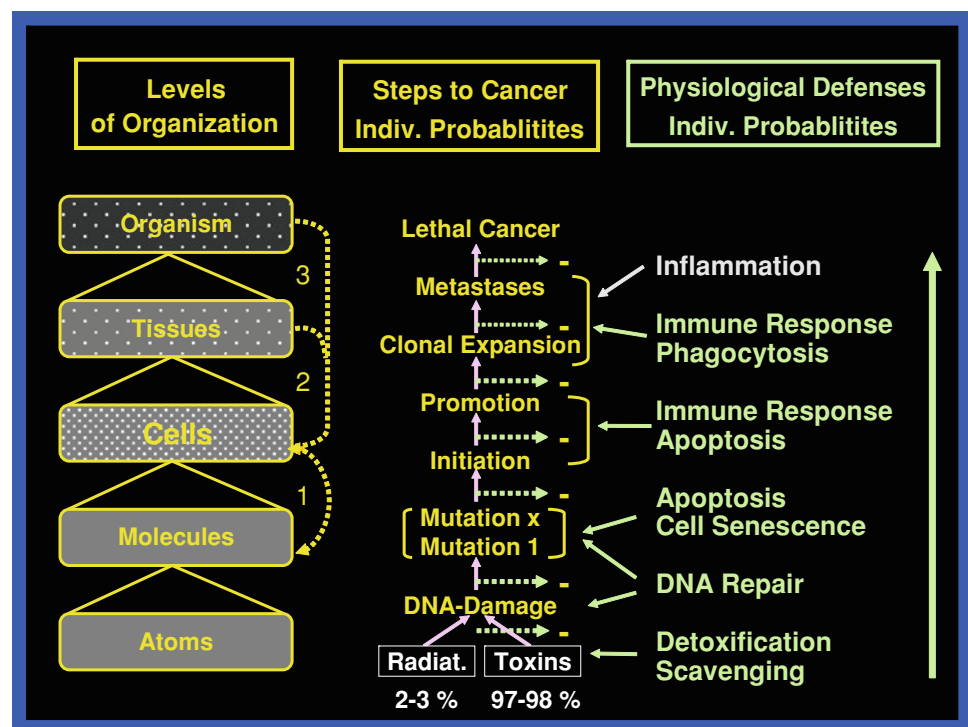 Levels
of Organization
Steps to Cancer
Indiv. Probablitites
Physiological Defenses
Indiv. Probablitites
Organism
3
Tissues
2
Cells
1
Molecules
Atoms
Lethal Cancer
-
Metastases
-
Clonal Expansion
-
Promotion
-
Initiation
-
Mutation x
Mutation 1
-
DNA-Damage
-
Radiat.
Toxins
2-3 %
97-98 %
Inflammation
Immune Response
Phagocytosis
Immune Response
Apoptosis
Apoptosis
Cell Senescence
DNA Repair
Detoxification
Scavenging